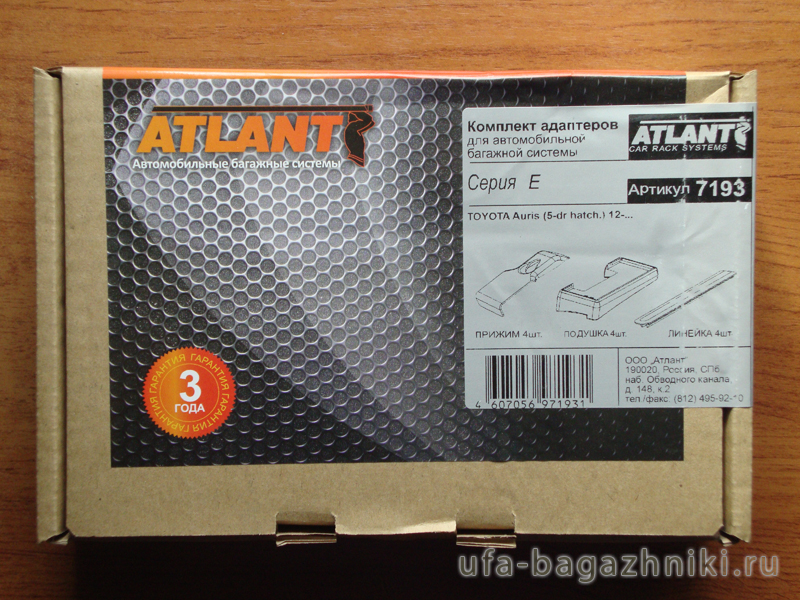 ATLANT
Автомобильные багажные системы
Комплект адаптеров
для автомобильной
багажной системы
ATLANT
CAR RACK SYSTEMS
Серия E
Артикул 7193
TOYOTA Auris (5-dr hatch.) 12-...
ПРИЖИМ 4шт.
ПОДУШКА 4шт.
ЛИНЕЙКА 4шт.
4 607056 971931
ООО „Атлант"
190020, Россия, СПб,
наб. Обводного канала,
д. 148, к.2
тел./факс: (812) 495-92-10
ГАРАНТИЯ ГАРАНТИЯ ГАРАНТИЯ ГАРАНТИЯ
3
ГОДА
ufa-bagazhniki.ru